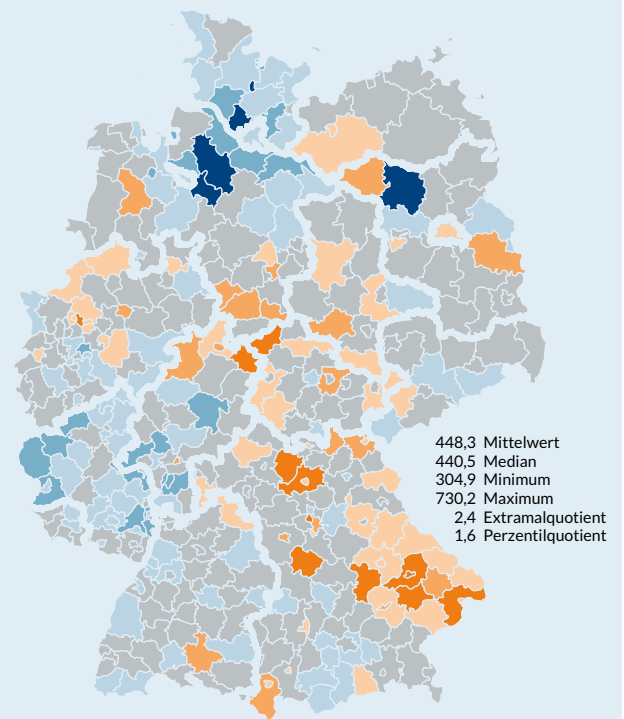 448,3 Mittelwert
440,5 Median
304,9 Minimum
730,2 Maximum
2,4 Extramalquotient
1,6 Perzentilquotient